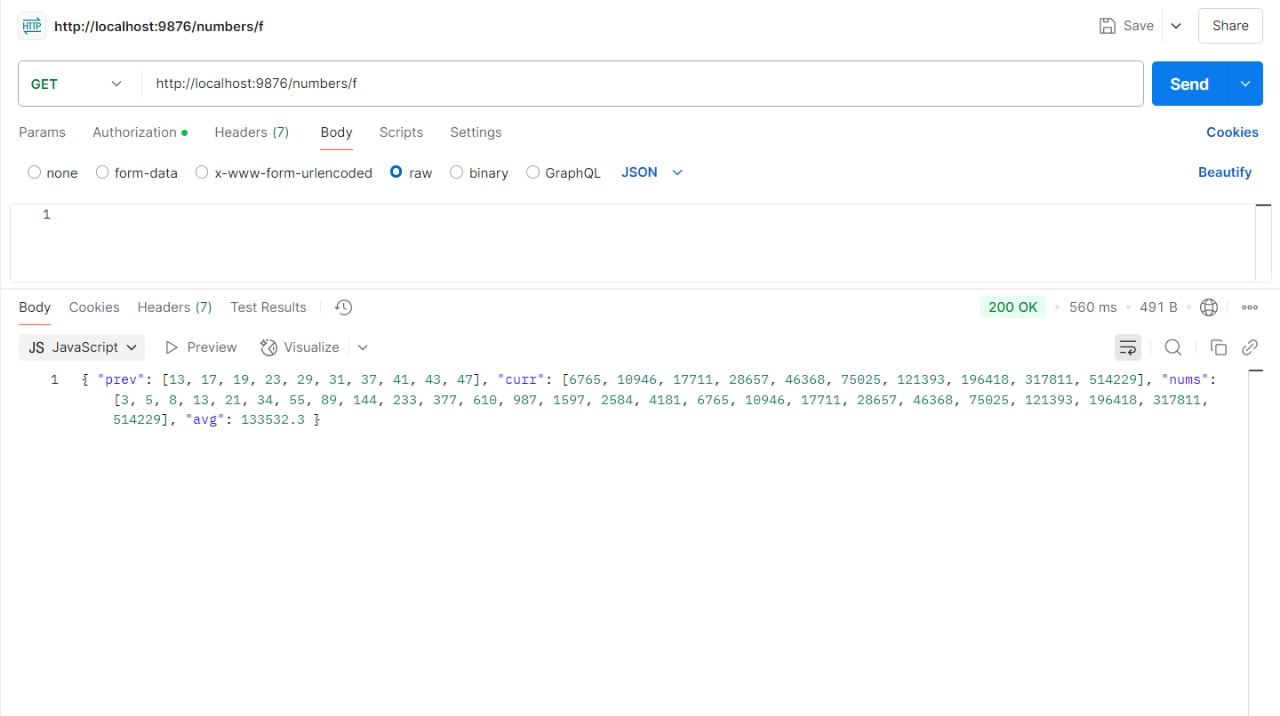 HTTP http://localhost:9876/numbers/f Save Share
GET http://localhost:9876/numbers/f Send
Params Authorization Headers (7) Body Scripts Settings Cookies
none form-data x-www-form-urlencoded raw binary GraphQL JSON Beautify
1
Body Cookies Headers (7) Test Results 200 OK • 560 ms • 491 B •
JS JavaScript Preview Visualize
1 { "prev": [13, 17, 19, 23, 29, 31, 37, 41, 43, 47], "curr": [6765, 10946, 17711, 28657, 46368, 75025, 121393, 196418, 317811, 514229], "nums":
[3, 5, 8, 13, 21, 34, 55, 89, 144, 233, 377, 610, 987, 1597, 2584, 4181, 6765, 10946, 17711, 28657, 46368, 75025, 121393, 196418, 317811,
514229], "avg": 133532.3 }